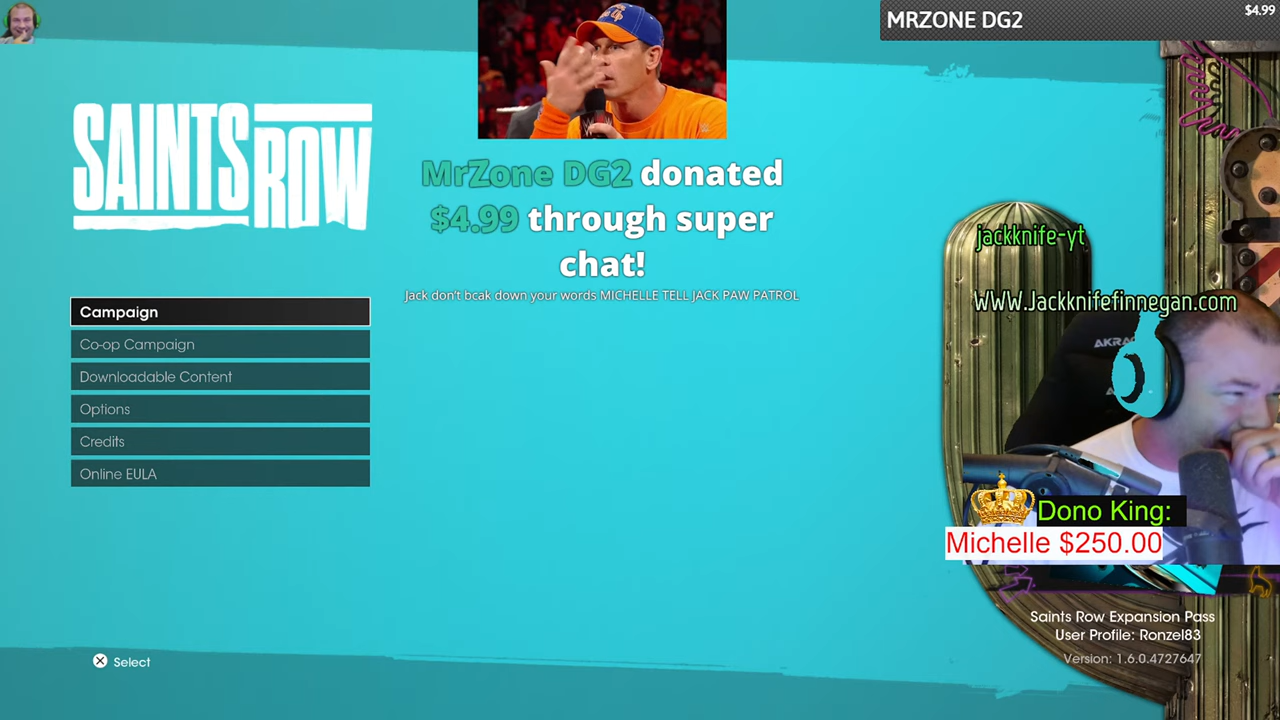 MRZONE DG2
$4.99
SAINTS
ROW
MrZone DG2 donated
$4.99 through super
chat!
Jack don't bcak down your words MICHELLE TELL JACK PAW PATROL
jackknife-yt
WWW.Jackknifefinnegan.com
Campaign
Co-op Campaign
Downloadable Content
Options
Credits
Online EULA
Dono King:
Michelle $250.00
Saints Row Expansion Pass
User Profile: Ronzel83
Version: 1.6.0.4727647
Select